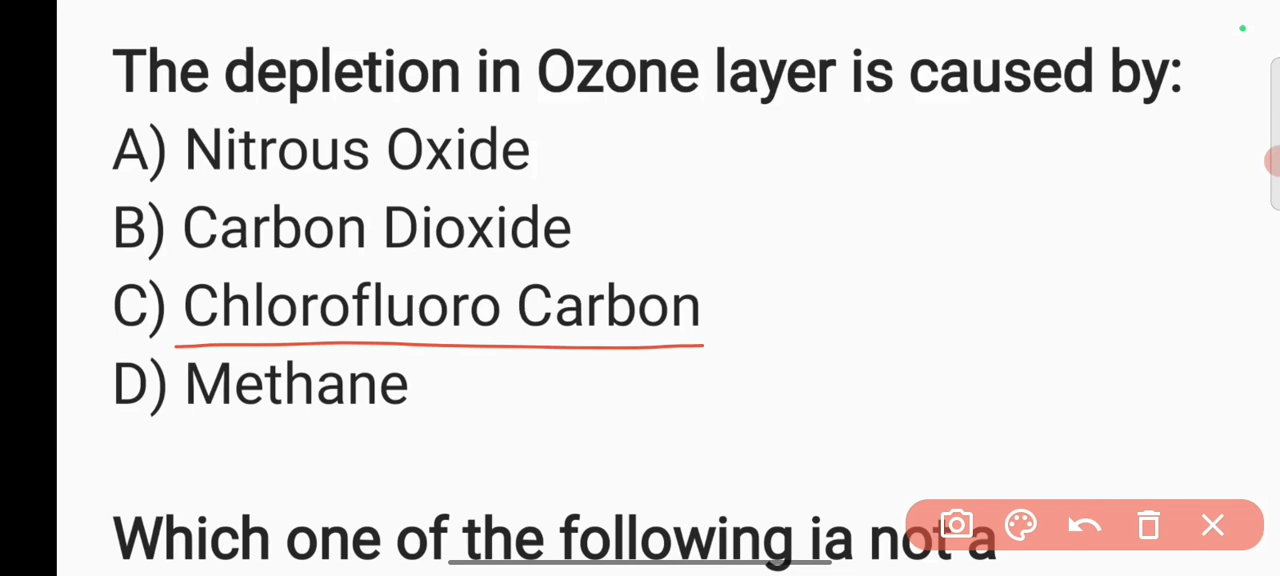 The depletion in Ozone layer is caused by:
A) Nitrous Oxide
B) Carbon Dioxide
C) Chlorofluoro Carbon
D) Methane
Which one of the following ia not a